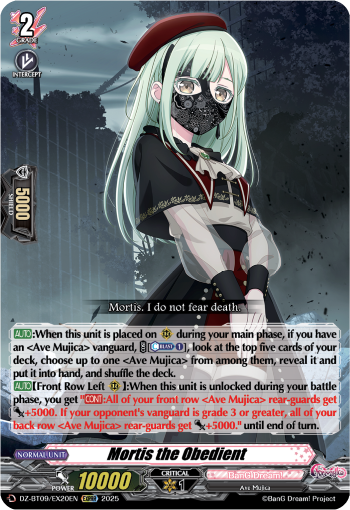 2
GRADE
INTERCEPT
5000
SHIELD
Mortis. I do not fear death.
AUTO:When this unit is placed on during your main phase, if you have
an <Ave Mujica> vanguard, [BLAST-1], look at the top five cards of your
deck, choose up to one <Ave Mujica> from among them, reveal it and
put it into hand, and shuffle the deck.
AUTO[Front Row Left ]:When this unit is unlocked during your battle
phase, you get "CONT:All of your front row <Ave Mujica> rear-guards get
+5000. If your opponent's vanguard is grade 3 or greater, all of your
back row <Ave Mujica> rear-guards get +5000." until end of turn.
NORMAL UNIT
Mortis the Obedient
POWER 10000
CRITICAL
1
BanG Dream!
Ave Mujica
DZ-BT09/EX20EN 2025
©BanG Dream! Project